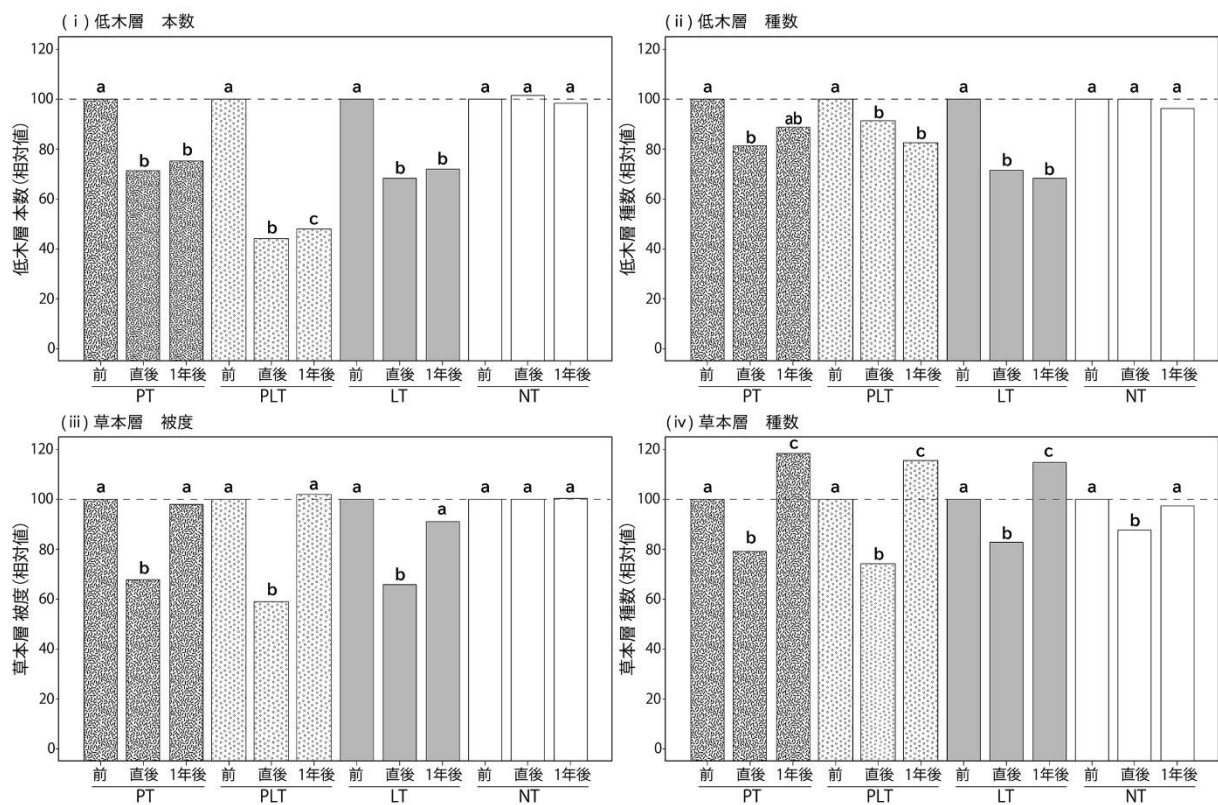 (ⅰ)低木層 本数
低木層 本数(相対値)
120
100
80
60
40
20
0
a b b a b c a b b a a a
前 直後 1年後 前 直後 1年後 前 直後 1年後 前 直後 1年後
PT PLT LT NT
(ⅱ)低木層 種数
低木層 種数(相対値)
120
100
80
60
40
20
0
a b ab a b b a b b a a a
前 直後 1年後 前 直後 1年後 前 直後 1年後 前 直後 1年後
PT PLT LT NT
(ⅲ)草本層 被度
草本層 被度(相対値)
120
100
80
60
40
20
0
a b a a b a a b a a a a
前 直後 1年後 前 直後 1年後 前 直後 1年後 前 直後 1年後
PT PLT LT NT
(ⅳ)草本層 種数
草本層 種数(相対値)
120
100
80
60
40
20
0
a b c a b c a b c a b a
前 直後 1年後 前 直後 1年後 前 直後 1年後 前 直後 1年後
PT PLT LT NT